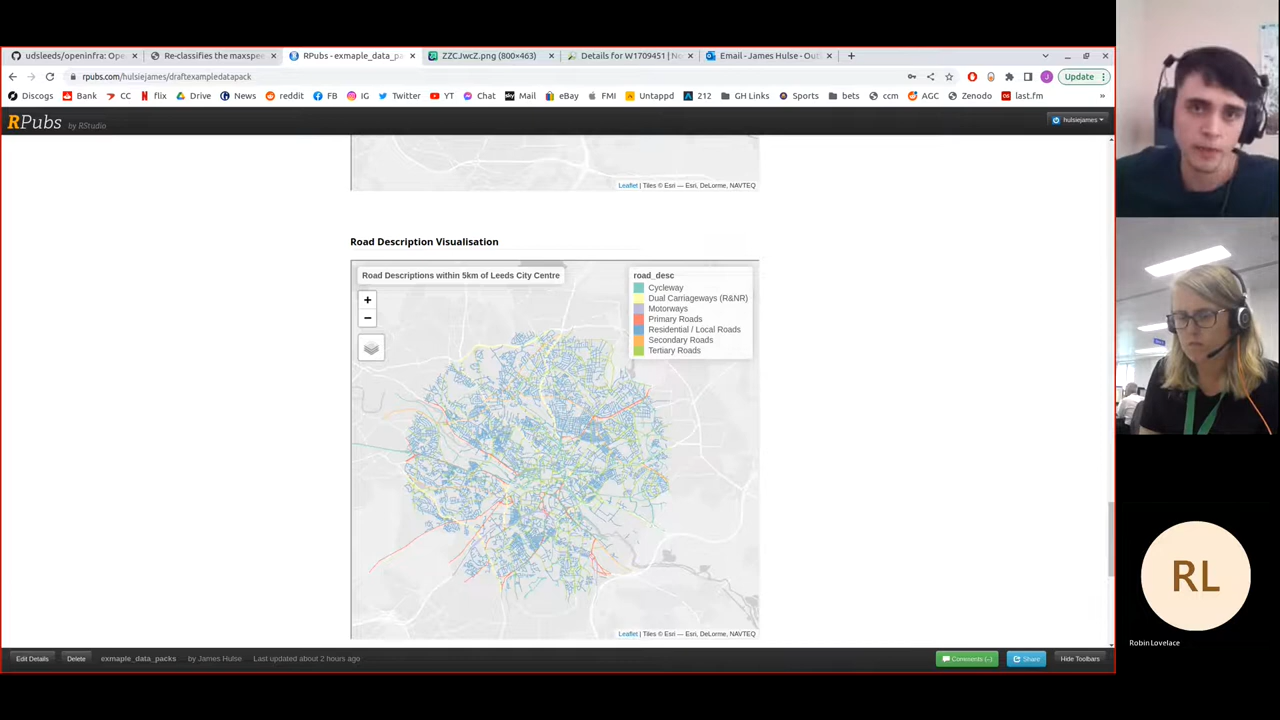 udsleeds/openinfra: Ope
Re-classifies the maxspee
RPubs - exmaple_data_pa
ZZCJwcZ.png (800×463)
Details for W1709451 | No
Email - James Hulse - Out
rpubs.com/hulsiejames/draftexampledatapack
J
Update
Discogs
Bank
CC
flix
Drive
News
reddit
FB
IG
Twitter
YT
Chat
Mail
eBay
FMI
Untappd
212
GH Links
Sports
bets
ccm
AGC
Zenodo
last.fm
»
RPubs by RStudio
hulsiejames
Leaflet | Tiles © Esri — Esri, DeLorme, NAVTEQ
Road Description Visualisation
Road Descriptions within 5km of Leeds City Centre
+
−
road_desc
Cycleway
Dual Carriageways (R&NR)
Motorways
Primary Roads
Residential / Local Roads
Secondary Roads
Tertiary Roads
Leaflet | Tiles © Esri — Esri, DeLorme, NAVTEQ
Edit Details
Delete
exmaple_data_packs
by James Hulse
Last updated about 2 hours ago
Comments (–)
Share
Hide Toolbars
RL
Robin Lovelace